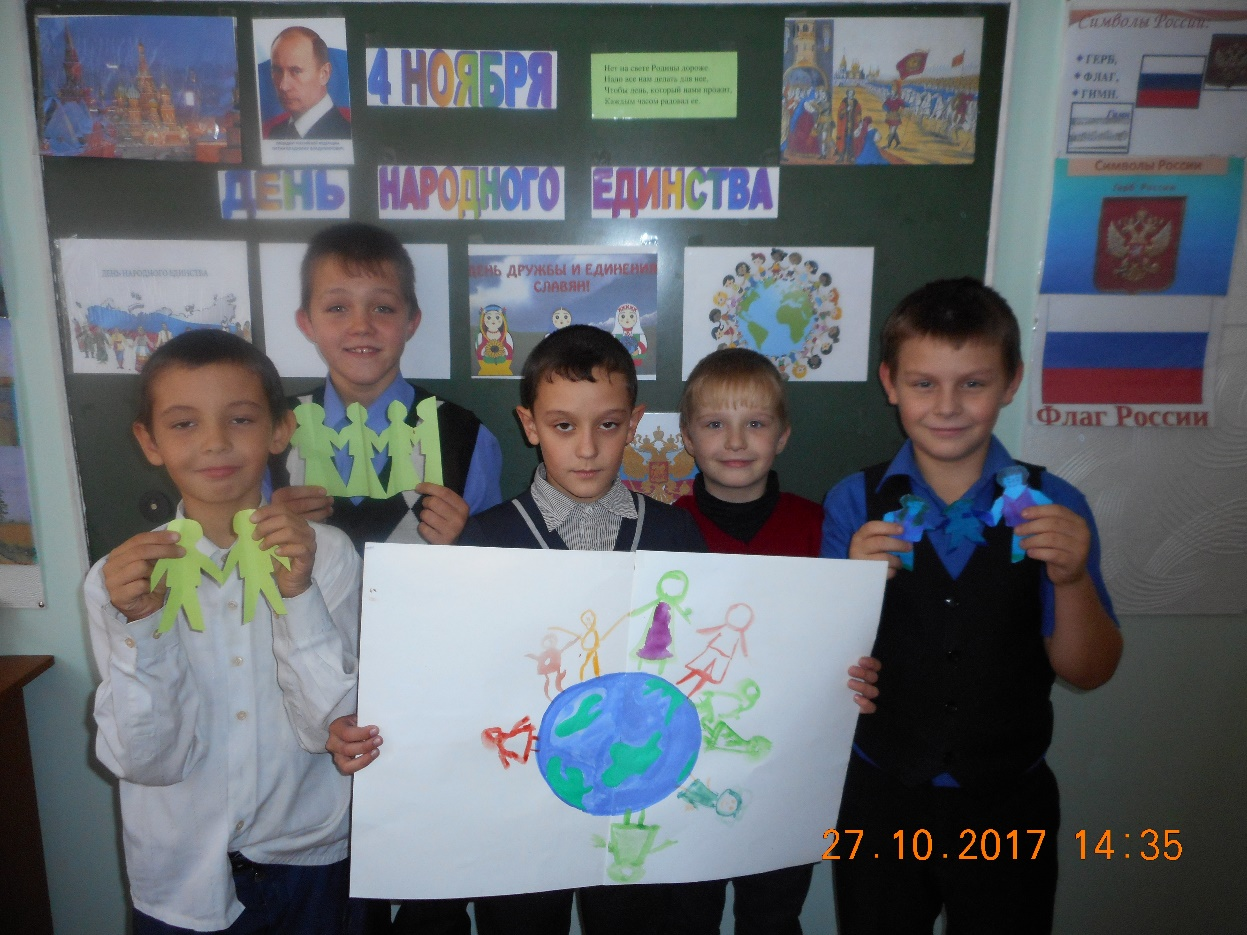 4 НОЯБРЯ
Нет на свете Родины дороже.
Надо все нам делать для нее,
Чтобы день, который нами прожит,
Каждым часом радовал ее.
ДЕНЬ НАРОДНОГО ЕДИНСТВА
ДЕНЬ НАРОДНОГО ЕДИНСТВА
ДЕНЬ ДРУЖБЫ И ЕДИНЕНИЯ
СЛАВЯН!
Символы России:
• ГЕРБ,
• ФЛАГ,
• ГИМН.
Символы России
Герб России
Флаг России
27.10.2017 14:35